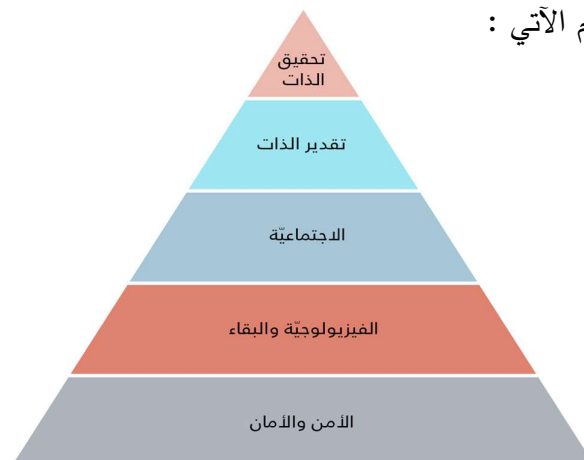 م الآتي :
تحقيق
الذات
تقدير الذات
الاجتماعيّة
الفيزيولوجيّة والبقاء
الأمن والأمان